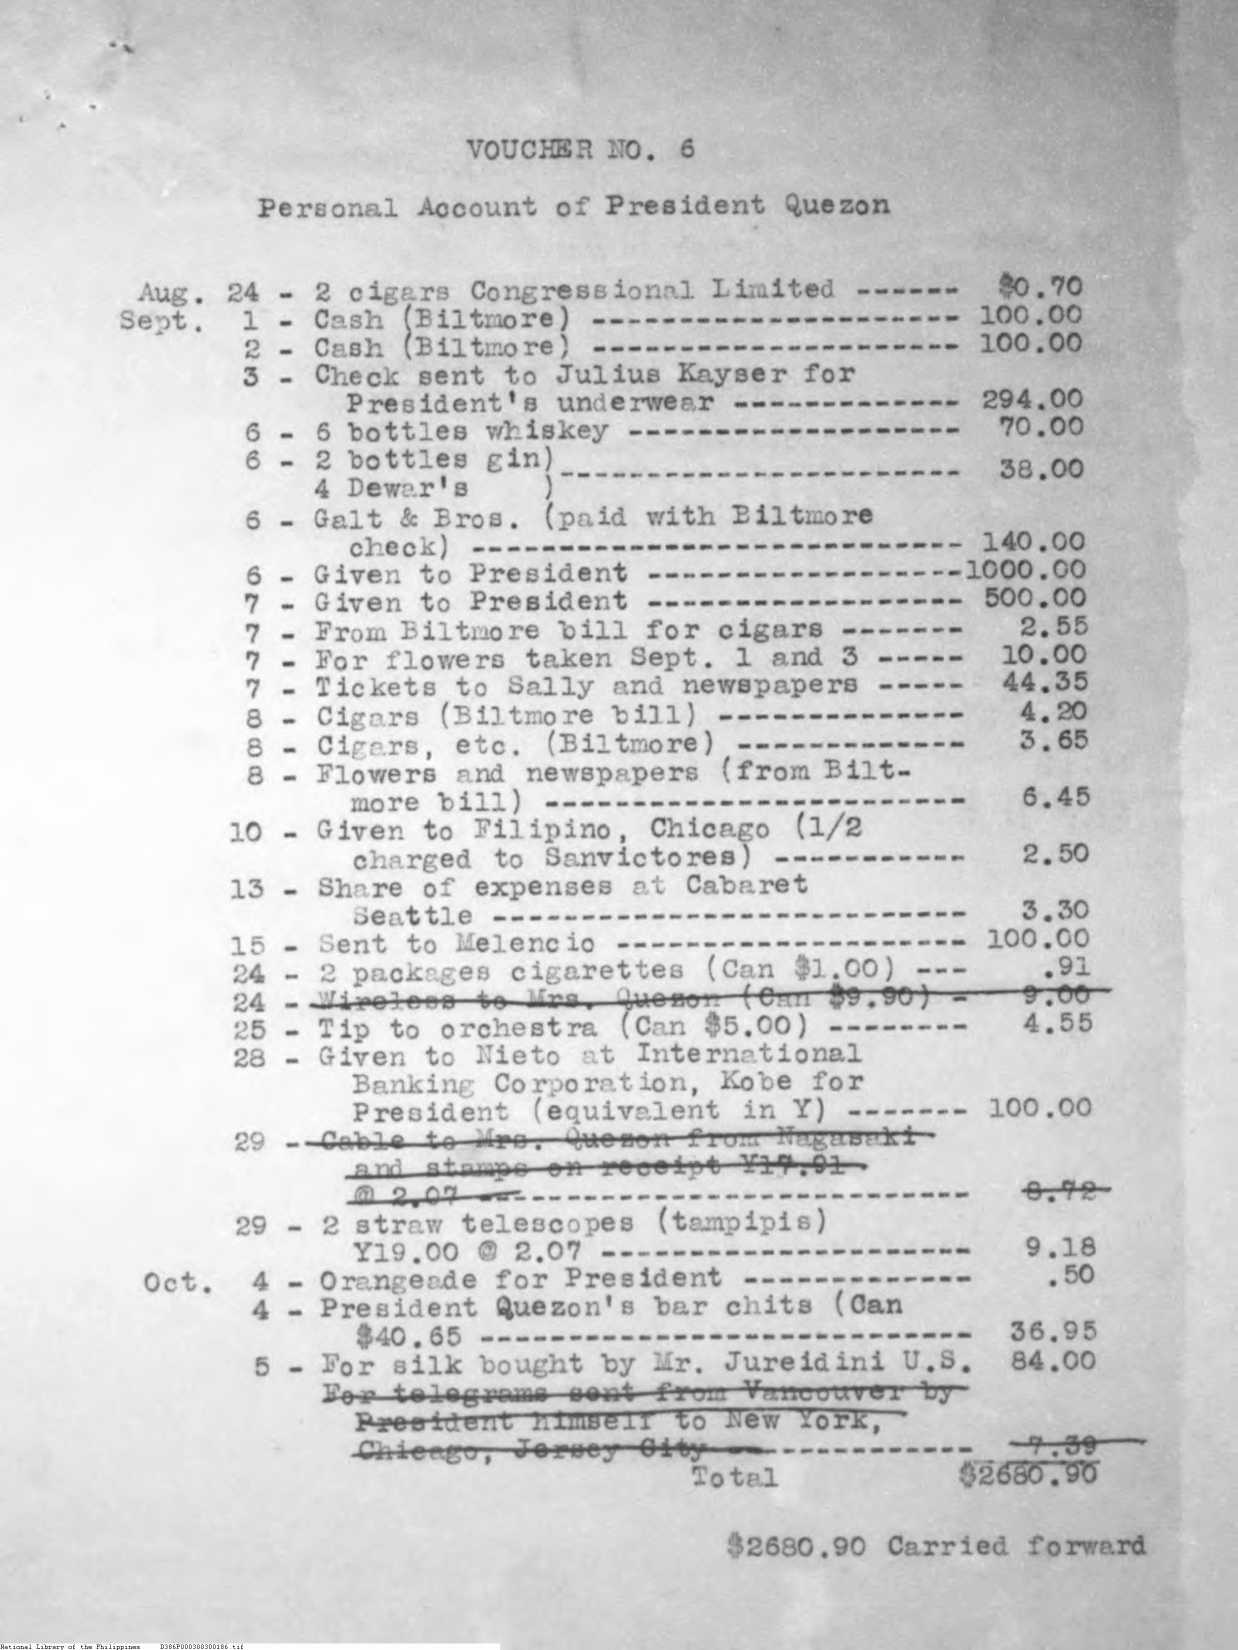 VOUCHER NO. 6
Personal Account of President Quezon
Aug. 24 - 2 cigars Congressional Limited ------ $0.70
Sept. 1 - Cash (Biltmore) --------------------- 100.00
2 - Cash (Biltmore) --------------------- 100.00
3 - Check sent to Julius Kayser for
President's underwear ------------- 294.00
6 - 6 bottles whiskey ------------------- 70.00
6 - 2 bottles gin)
4 Dewar's ) ----------------------- 38.00
6 - Galt & Bros. (paid with Biltmore
check) ---------------------------- 140.00
6 - Given to President ------------------1000.00
7 - Given to President ------------------ 500.00
7 - From Biltmore bill for cigars ------- 2.55
7 - For flowers taken Sept. 1 and 3 ----- 10.00
7 - Tickets to Sally and newspapers ----- 44.35
8 - Cigars (Biltmore bill) -------------- 4.20
8 - Cigars, etc. (Biltmore) ------------- 3.65
8 - Flowers and newspapers (from Bilt-
more bill) ------------------------ 6.45
10 - Given to Filipino, Chicago (1/2
charged to Sanvictores) ----------- 2.50
13 - Share of expenses at Cabaret
Seattle --------------------------- 3.30
15 - Sent to Melencio -------------------- 100.00
24 - 2 packages cigarettes (Can $1.00) --- .91
24 - Wireless to Mrs. Quezon (Can $9.90) - 9.00
25 - Tip to orchestra (Can $5.00) -------- 4.55
28 - Given to Nieto at International
Banking Corporation, Kobe for
President (equivalent in Y) ------- 100.00
29 - Cable to Mrs. Quezon from Nagasaki
and stamps on receipt Y17.91
@ 2.07 ---------------------------- 8.72
29 - 2 straw telescopes (tampipis)
Y19.00 @ 2.07 --------------------- 9.18
Oct. 4 - Orangeade for President ------------- .50
4 - President Quezon's bar chits (Can
$40.65 ---------------------------- 36.95
5 - For silk bought by Mr. Jureidini U.S. 84.00
For telegrams sent from Vancouver by
President himself to New York,
Chicago, Jersey City -------------- 7.39
Total $2680.90
$2680.90 Carried forward
National Library of the Philippines D386P000300300186.tif